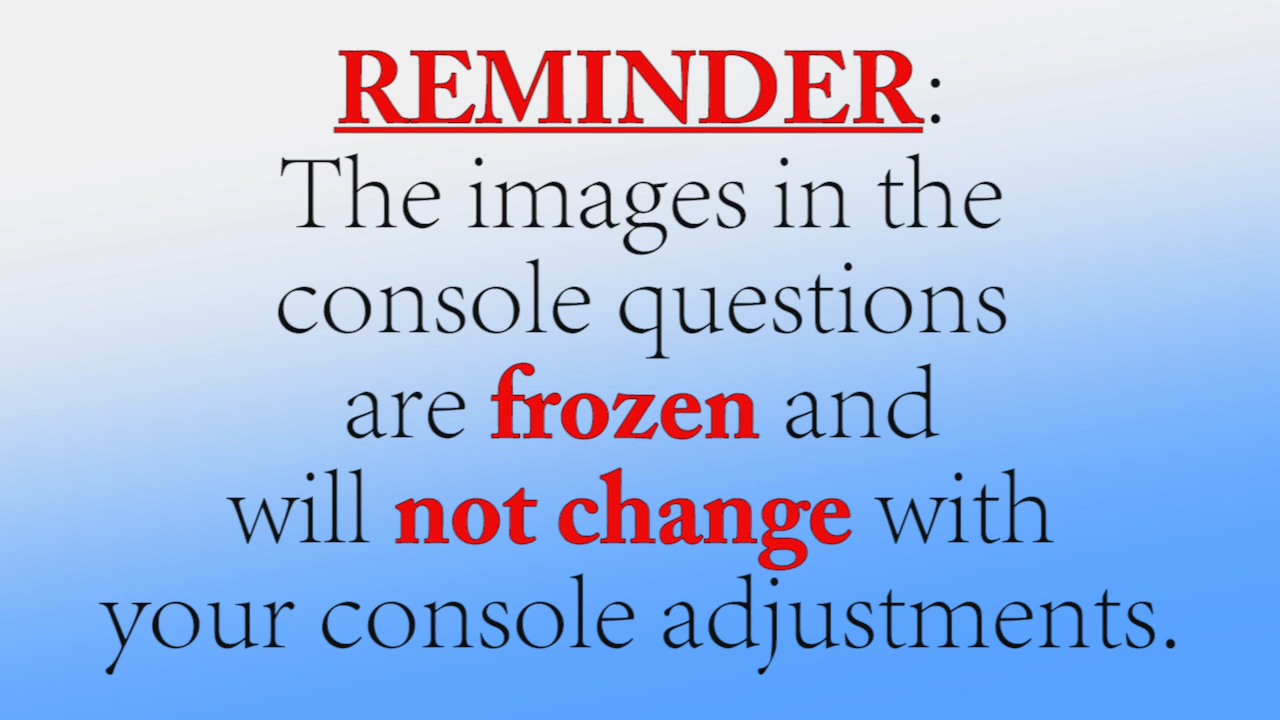 REMINDER:
The images in the
console questions
are frozen and
will not change with
your console adjustments.